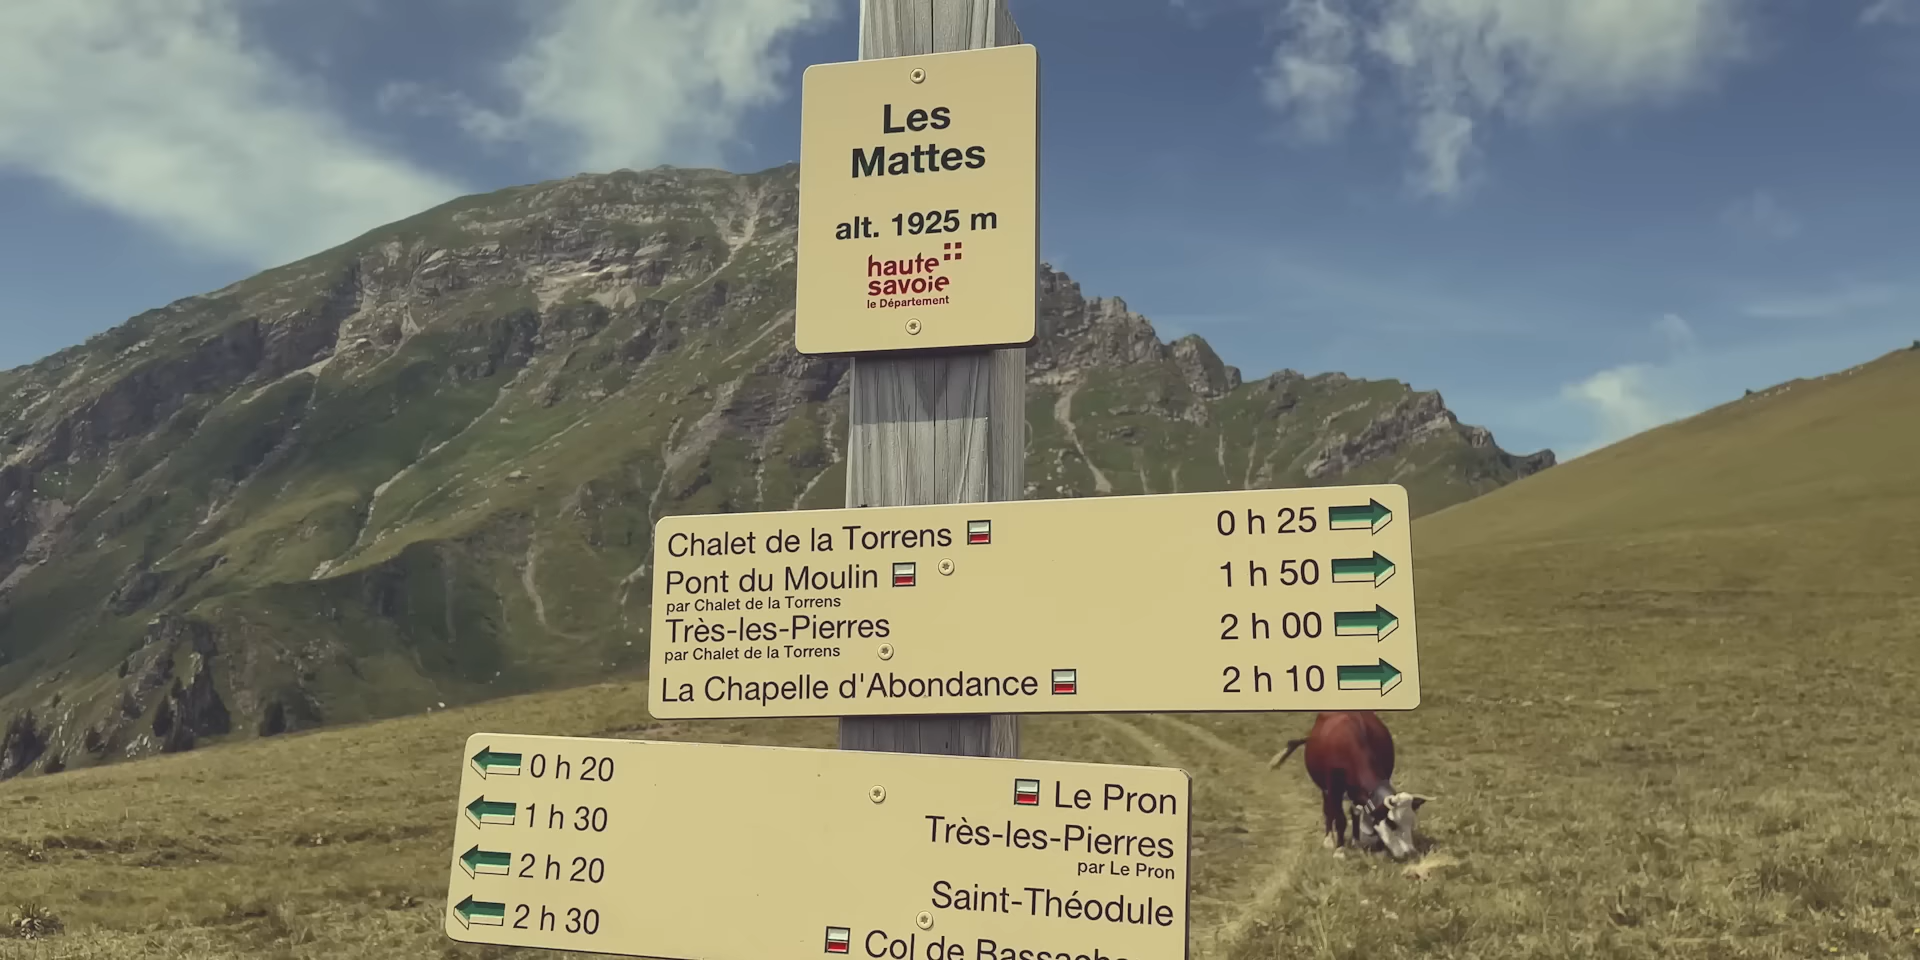 Les
Mattes
alt. 1925 m
haute
savoie
le Département
Chalet de la Torrens 0 h 25
Pont du Moulin 1 h 50
par Chalet de la Torrens
Très-les-Pierres 2 h 00
par Chalet de la Torrens
La Chapelle d'Abondance 2 h 10
0 h 20 Le Pron
1 h 30 Très-les-Pierres
par Le Pron
2 h 20 Saint-Théodule
2 h 30 Col de